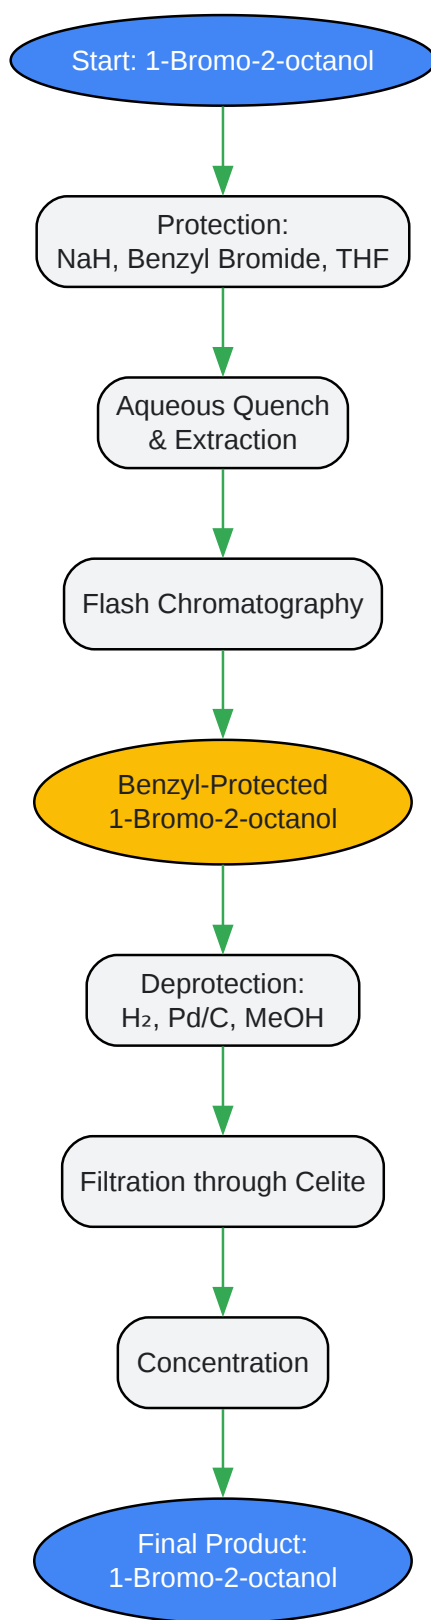 Start: 1-Bromo-2-octanol
Protection:
NaH, Benzyl Bromide, THF
Aqueous Quench
& Extraction
Flash Chromatography
Benzyl-Protected
1-Bromo-2-octanol
Deprotection:
H₂, Pd/C, MeOH
Filtration through Celite
Concentration
Final Product:
1-Bromo-2-octanol